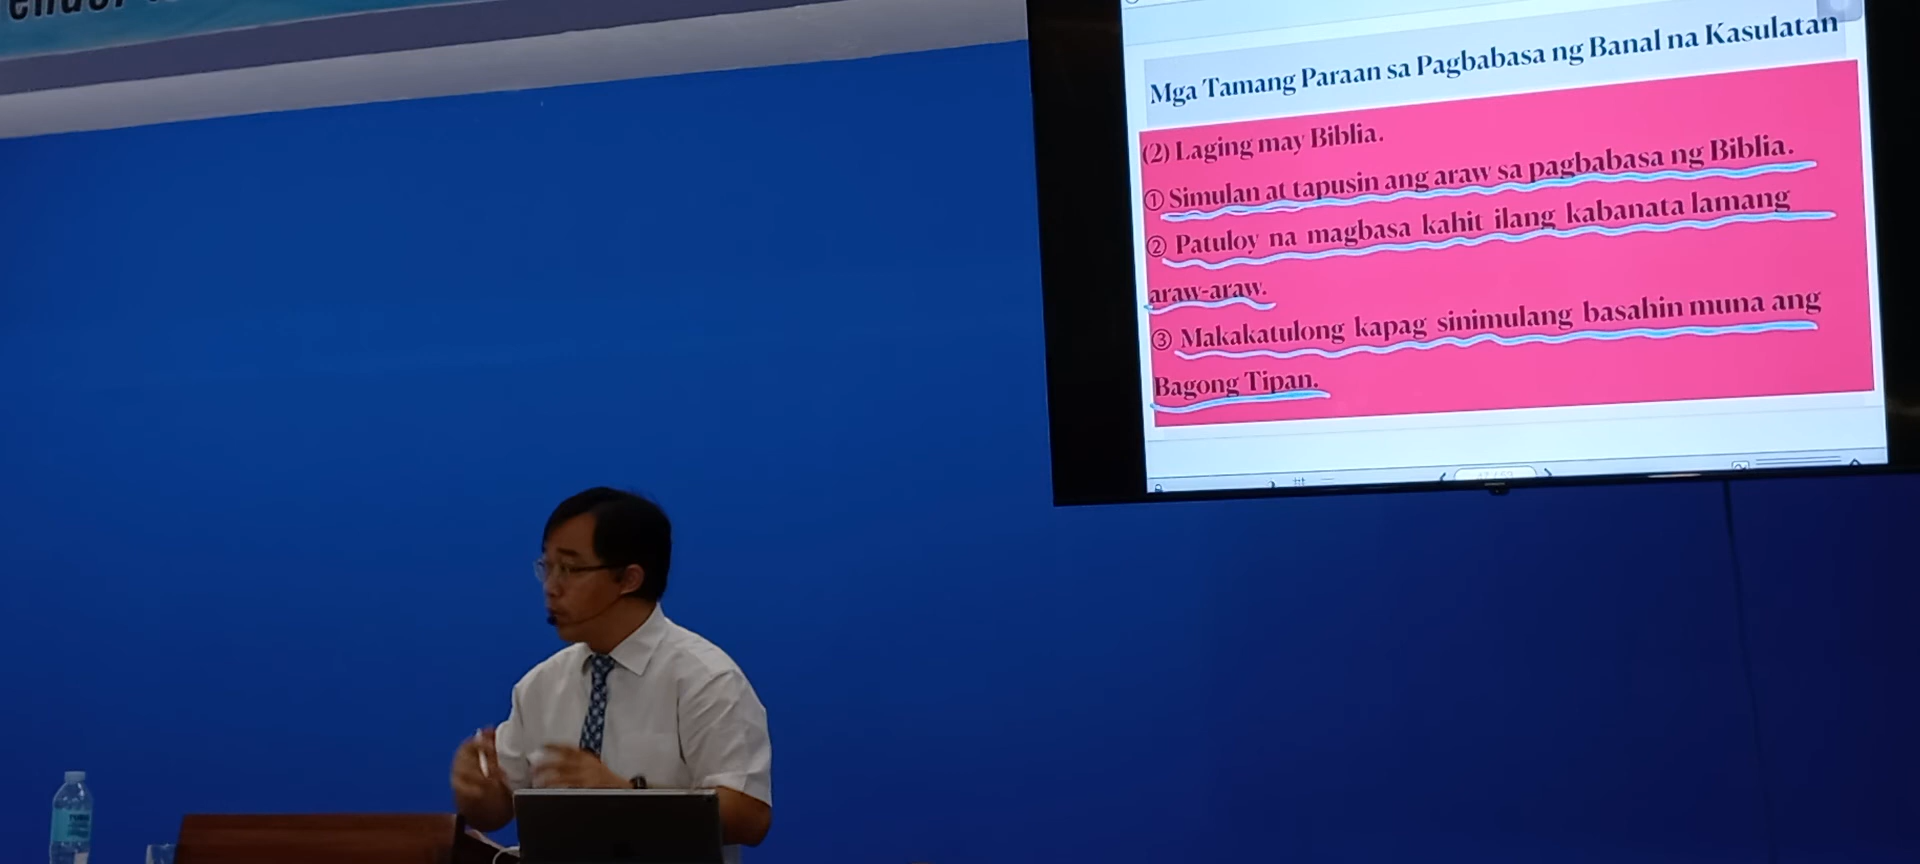 Mga Tamang Paraan sa Pagbabasa ng Banal na Kasulatan
(2) Laging may Biblia.
① Simulan at tapusin ang araw sa pagbabasa ng Biblia.
② Patuloy na magbasa kahit ilang kabanata lamang
araw-araw.
③ Makakatulong kapag sinimulang basahin muna ang
Bagong Tipan.